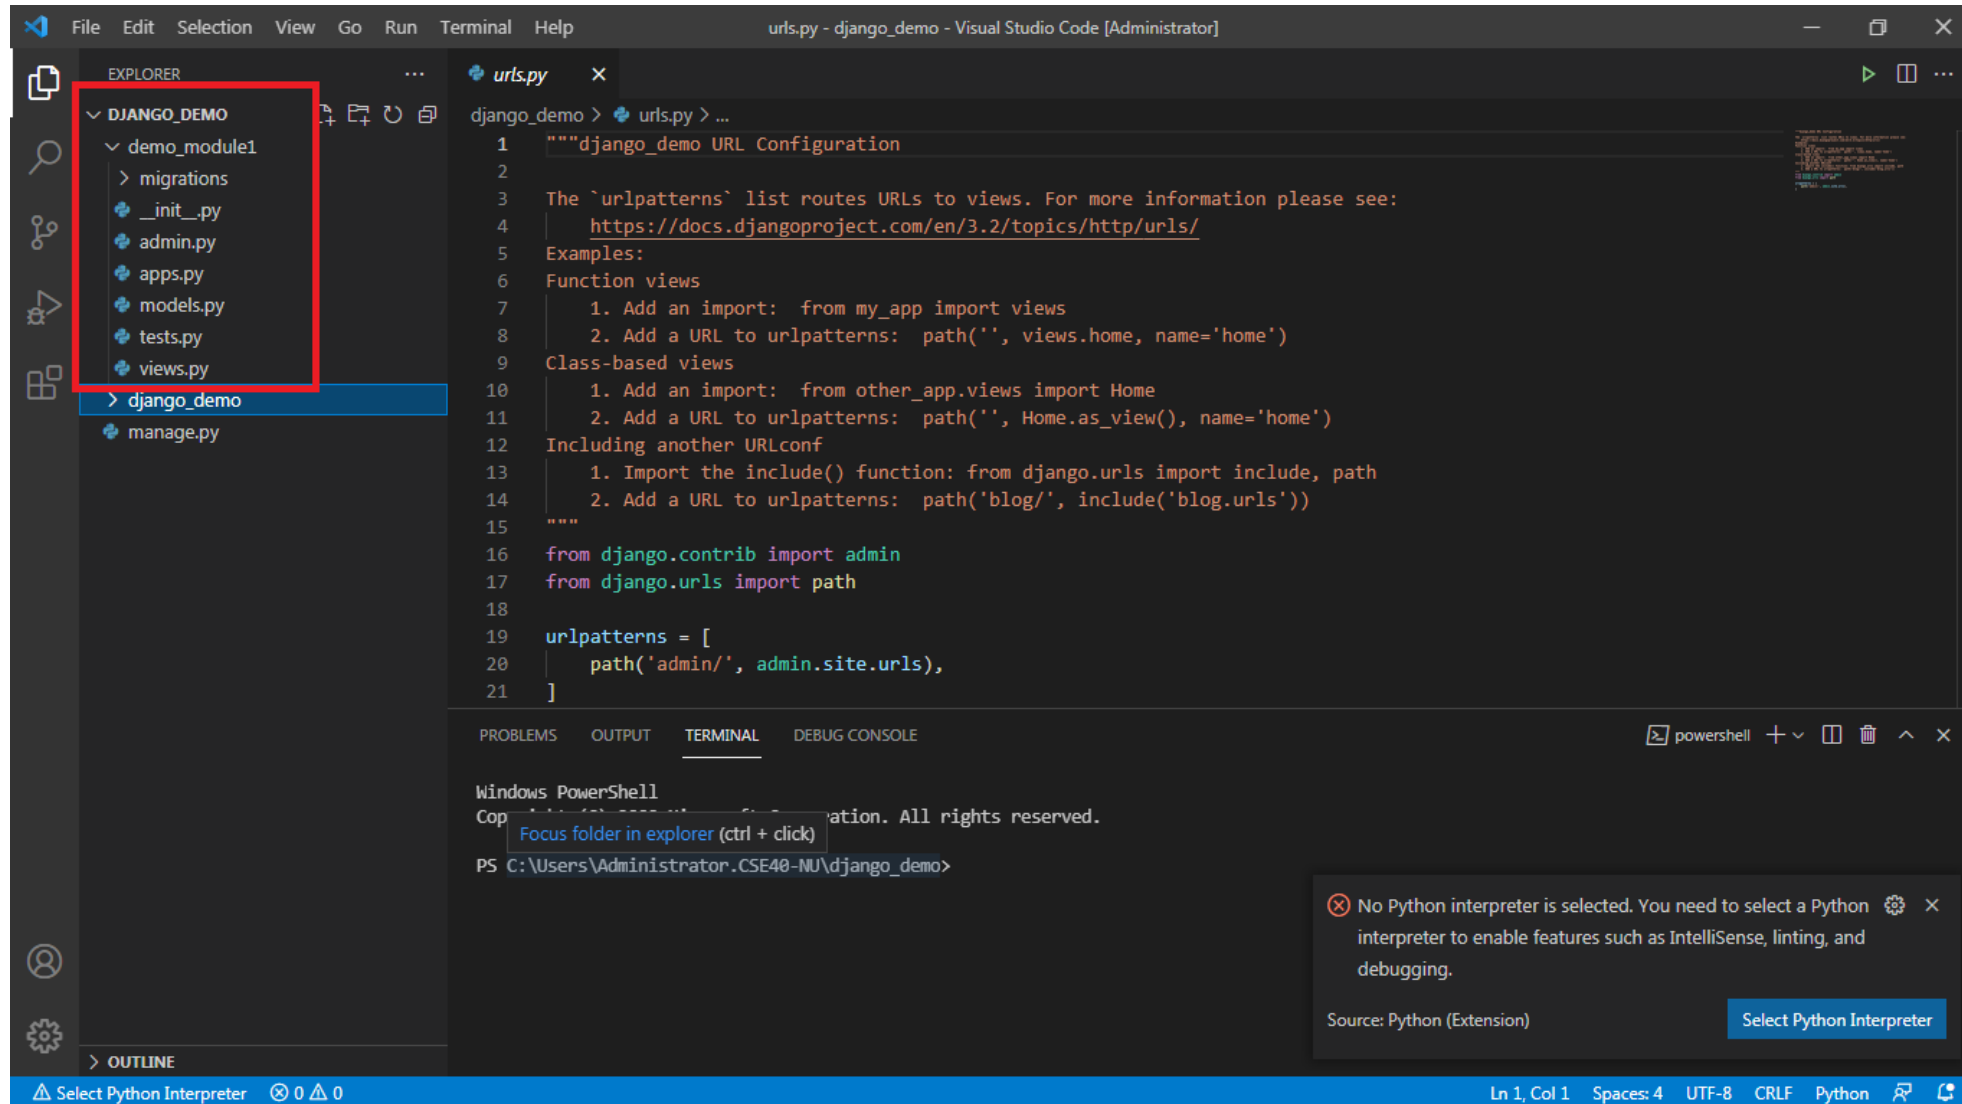 File Edit Selection View Go Run Terminal Help urls.py - django_demo - Visual Studio Code [Administrator]
EXPLORER
DJANGO_DEMO
demo_module1
migrations
__init__.py
admin.py
apps.py
models.py
tests.py
views.py
django_demo
manage.py
OUTLINE
urls.py
django_demo > urls.py > ...
1 """django_demo URL Configuration
2
3 The `urlpatterns` list routes URLs to views. For more information please see:
4 https://docs.djangoproject.com/en/3.2/topics/http/urls/
5 Examples:
6 Function views
7 1. Add an import:  from my_app import views
8 2. Add a URL to urlpatterns:  path('', views.home, name='home')
9 Class-based views
10 1. Add an import:  from other_app.views import Home
11 2. Add a URL to urlpatterns:  path('', Home.as_view(), name='home')
12 Including another URLconf
13 1. Import the include() function: from django.urls import include, path
14 2. Add a URL to urlpatterns:  path('blog/', include('blog.urls'))
15 """
16 from django.contrib import admin
17 from django.urls import path
18
19 urlpatterns = [
20 path('admin/', admin.site.urls),
21 ]
PROBLEMS OUTPUT TERMINAL DEBUG CONSOLE powershell
Windows PowerShell
All rights reserved.
Focus folder in explorer (ctrl + click)
PS C:\Users\Administrator.CSE40-NU\django_demo>
No Python interpreter is selected. You need to select a Python
interpreter to enable features such as IntelliSense, linting, and
debugging.
Source: Python (Extension) Select Python Interpreter
Select Python Interpreter 0 0 Ln 1, Col 1 Spaces: 4 UTF-8 CRLF Python